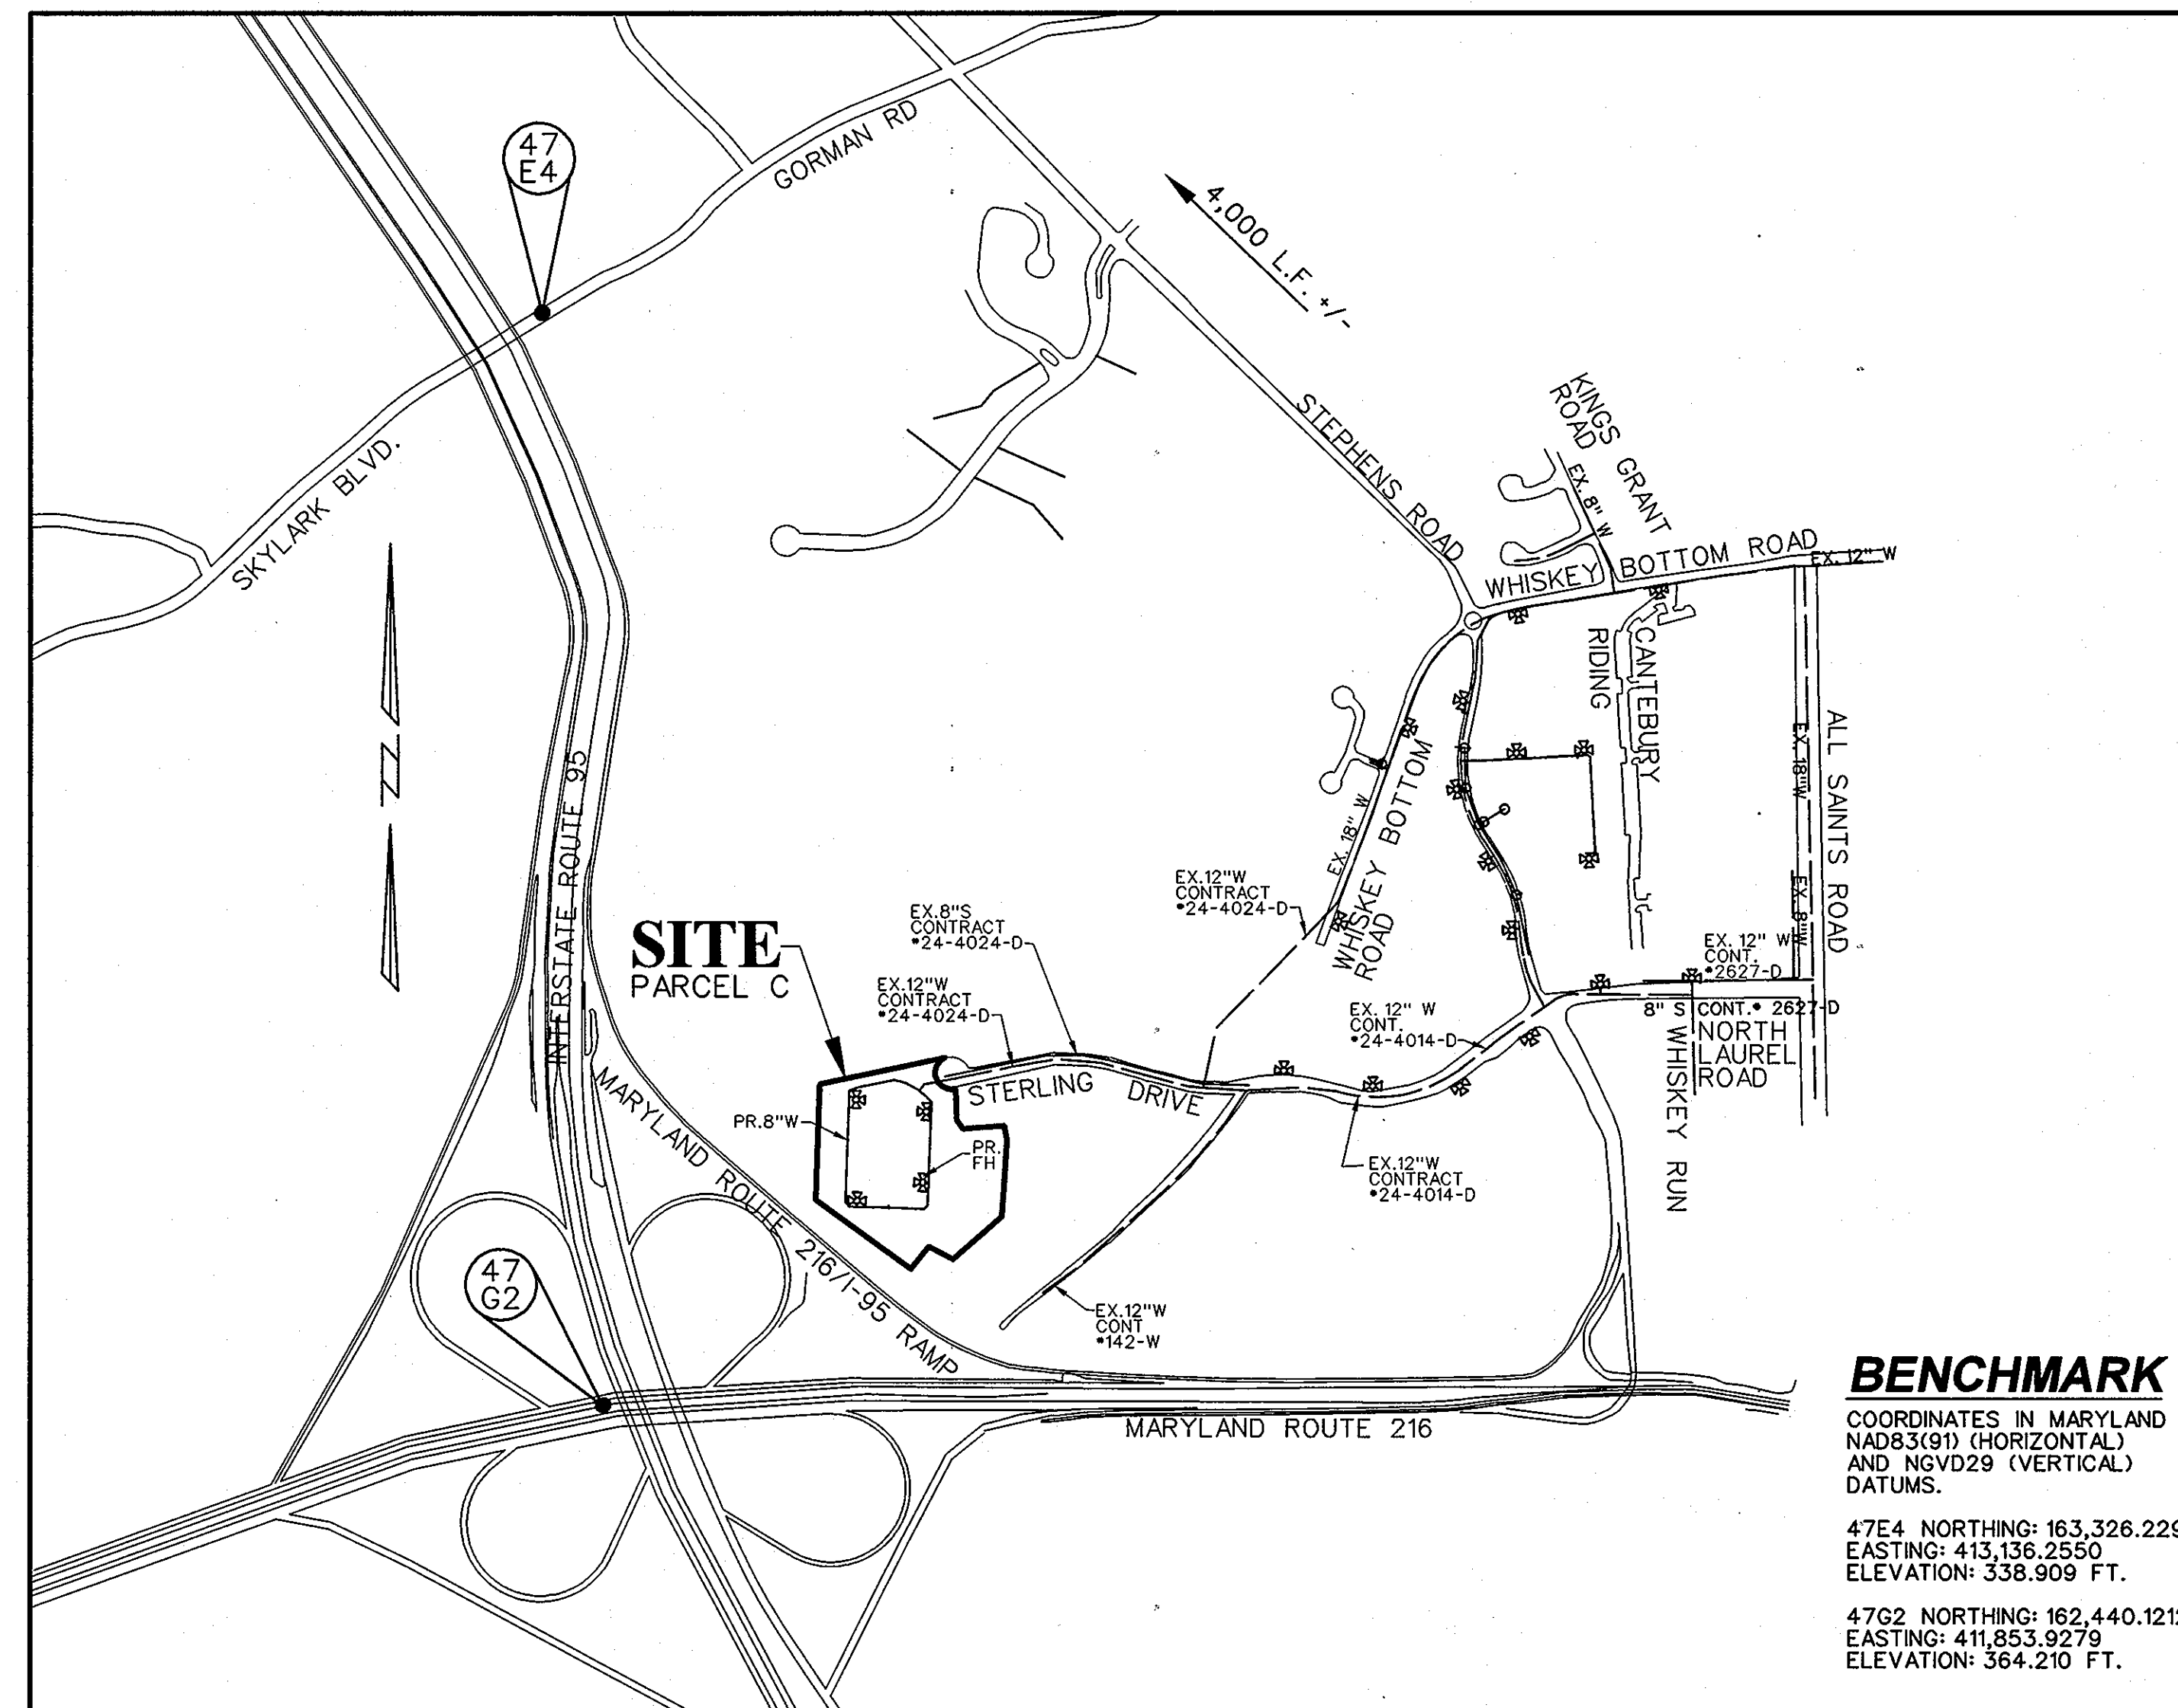 47
E4
GORMAN RD
4,000 L.F. +/-
SKYLARK BLVD.
STEPHENS ROAD
KINGS GRANT
ROAD
EX. 8" W
WHISKEY BOTTOM ROAD
EX. 12" W
RIDING
CANTEBURY
EX. 18"W
ALL SAINTS ROAD
EX. 8"W
N
INTERSTATE ROUTE 95
EX. 18" W
WHISKEY BOTTOM
ROAD
EX.12"W
CONTRACT
*24-4024-D
EX.8"S
CONTRACT
*24-4024-D
SITE
PARCEL C
EX.12"W
CONTRACT
*24-4024-D
EX. 12" W
CONT.
*2627-D
8" S CONT.* 2627-D
EX. 12" W
CONT.
*24-4014-D
NORTH
LAUREL
ROAD
WHISKEY RUN
STERLING DRIVE
PR.8"W
PR.
FH
EX.12"W
CONTRACT
*24-4014-D
MARYLAND ROUTE 216/I-95 RAMP
47
G2
EX.12"W
CONT
*142-W
MARYLAND ROUTE 216
BENCHMARK
COORDINATES IN MARYLAND
NAD83(91) (HORIZONTAL)
AND NGVD29 (VERTICAL)
DATUMS.
47E4 NORTHING: 163,326.229
EASTING: 413,136.2550
ELEVATION: 338.909 FT.
47G2 NORTHING: 162,440.1212
EASTING: 411,853.9279
ELEVATION: 364.210 FT.